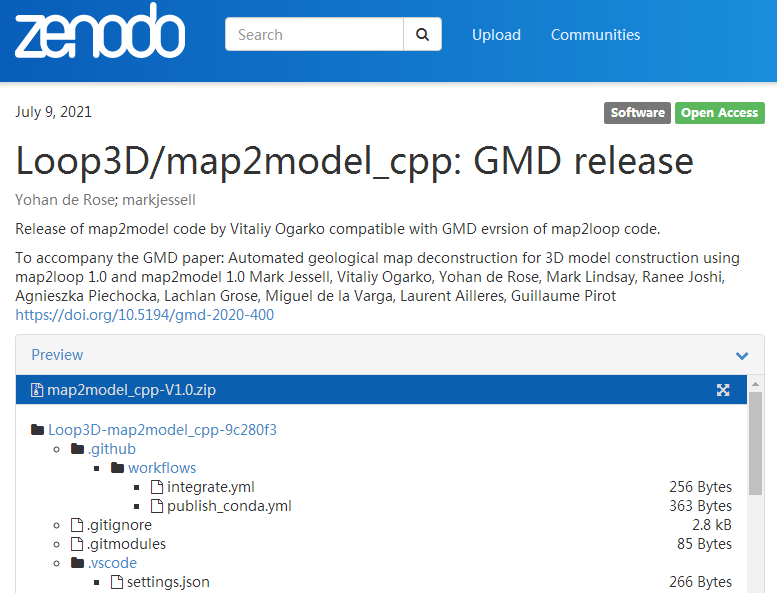 zenodo
Search
Upload
Communities
July 9, 2021
Software
Open Access
Loop3D/map2model_cpp: GMD release
Yohan de Rose; markjessell
Release of map2model code by Vitaliy Ogarko compatible with GMD evrsion of map2loop code.
To accompany the GMD paper: Automated geological map deconstruction for 3D model construction using
map2loop 1.0 and map2model 1.0 Mark Jessell, Vitaliy Ogarko, Yohan de Rose, Mark Lindsay, Ranee Joshi,
Agnieszka Piechocka, Lachlan Grose, Miguel de la Varga, Laurent Ailleres, Guillaume Pirot
https://doi.org/10.5194/gmd-2020-400
Preview
map2model_cpp-V1.0.zip
Loop3D-map2model_cpp-9c280f3
.github
workflows
integrate.yml 256 Bytes
publish_conda.yml 363 Bytes
.gitignore 2.8 kB
.gitmodules 85 Bytes
.vscode
settings.json 266 Bytes